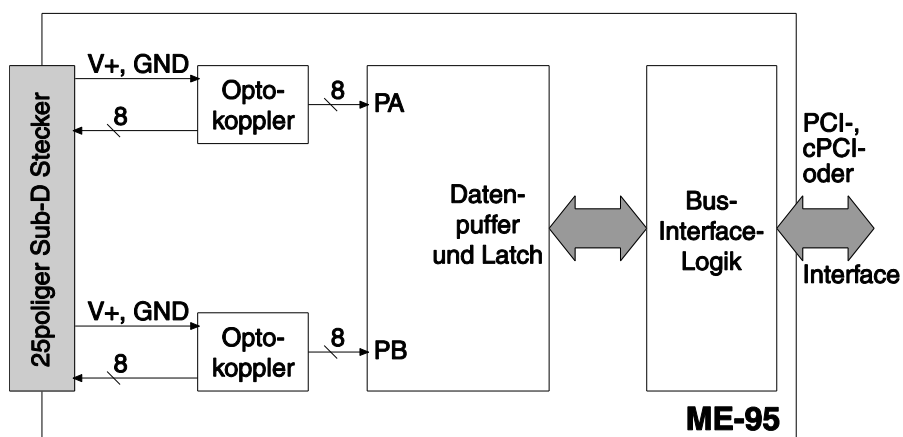 25poliger Sub-D Stecker
V+, GND
8
Opto-
koppler
8
PA
V+, GND
8
Opto-
koppler
8
PB
Daten-
puffer
und Latch
Bus-
Interface-
Logik
PCI-,
cPCI-
oder
Interface
ME-95